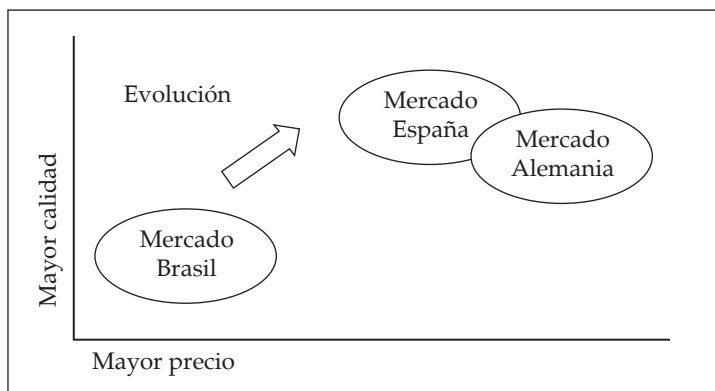 Evolución
Mercado
España
Mercado
Alemania
Mercado
Brasil
Mayor calidad
Mayor precio